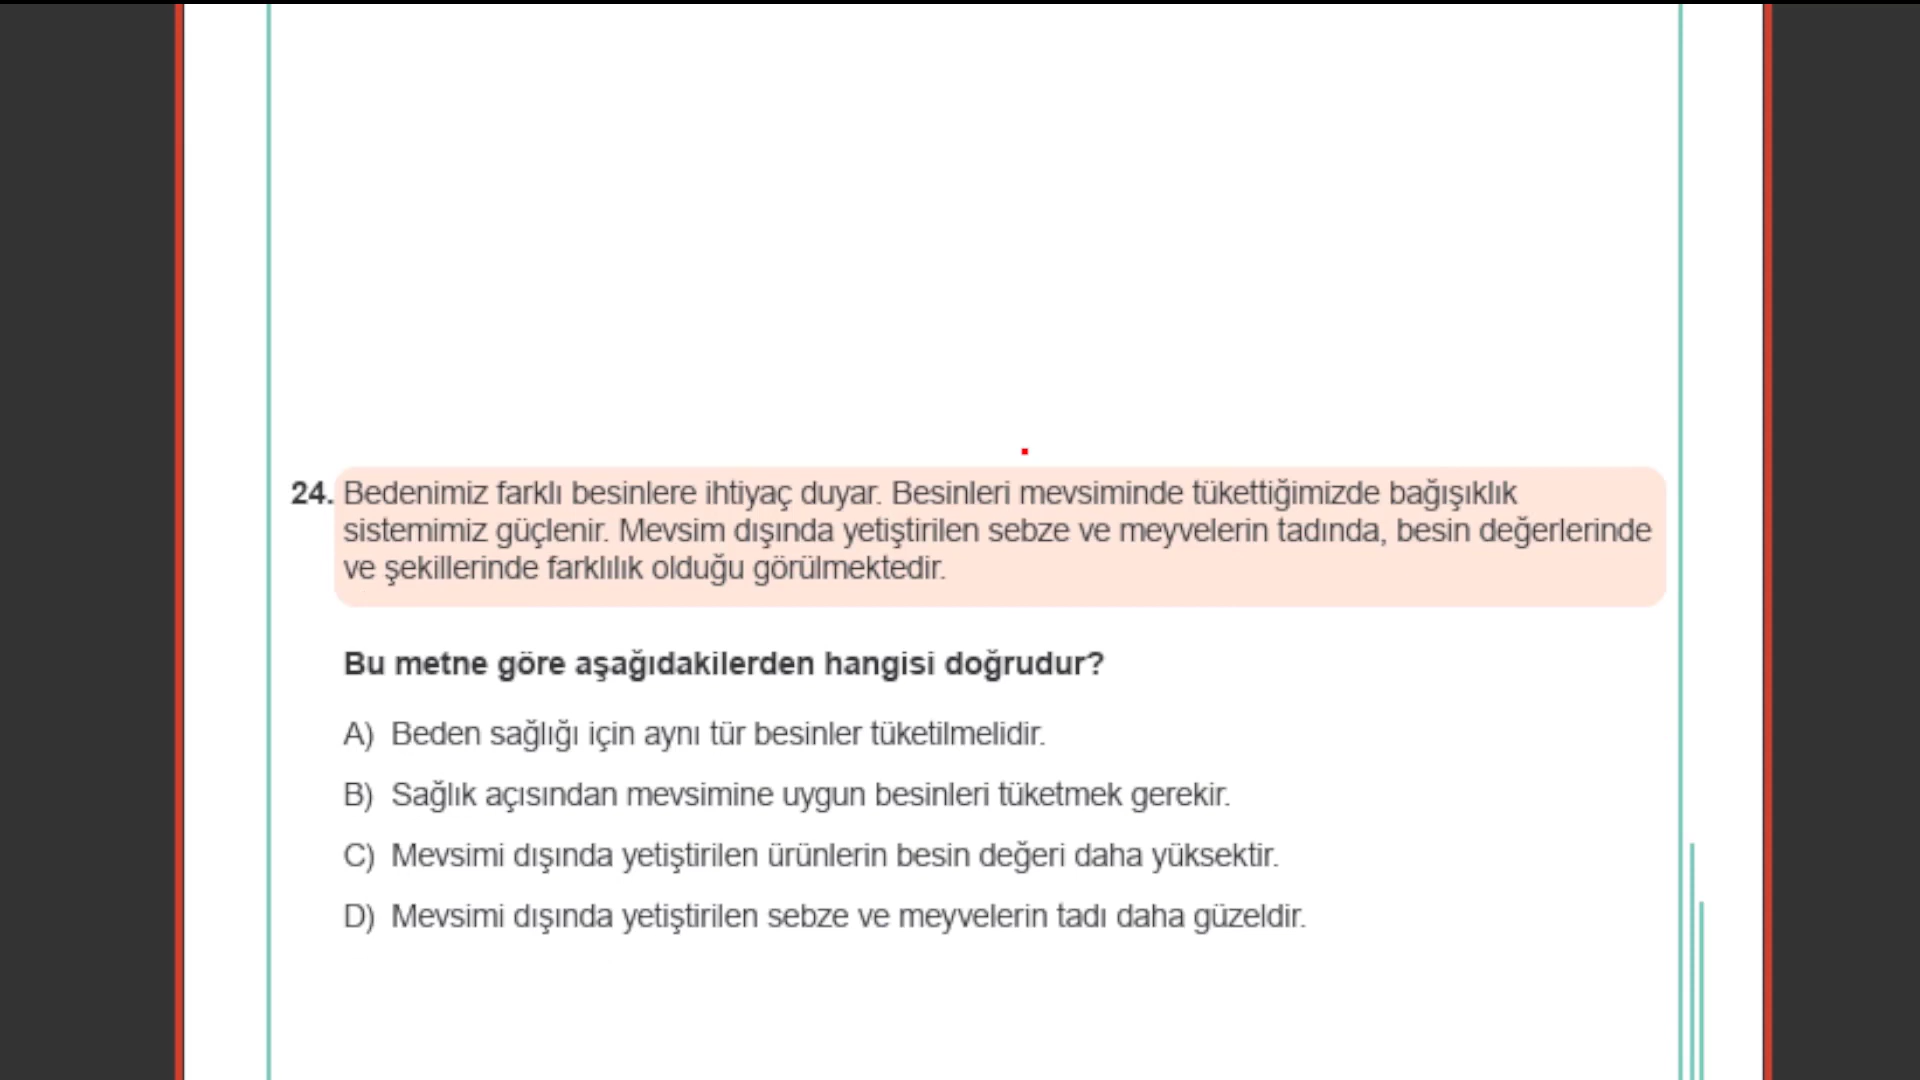 24. Bedenimiz farklı besinlere ihtiyaç duyar. Besinleri mevsiminde tükettiğimizde bağışıklık
sistemimiz güçlenir. Mevsim dışında yetiştirilen sebze ve meyvelerin tadında, besin değerlerinde
ve şekillerinde farklılık olduğu görülmektedir.
Bu metne göre aşağıdakilerden hangisi doğrudur?
A) Beden sağlığı için aynı tür besinler tüketilmelidir.
B) Sağlık açısından mevsimine uygun besinleri tüketmek gerekir.
C) Mevsimi dışında yetiştirilen ürünlerin besin değeri daha yüksektir.
D) Mevsimi dışında yetiştirilen sebze ve meyvelerin tadı daha güzeldir.